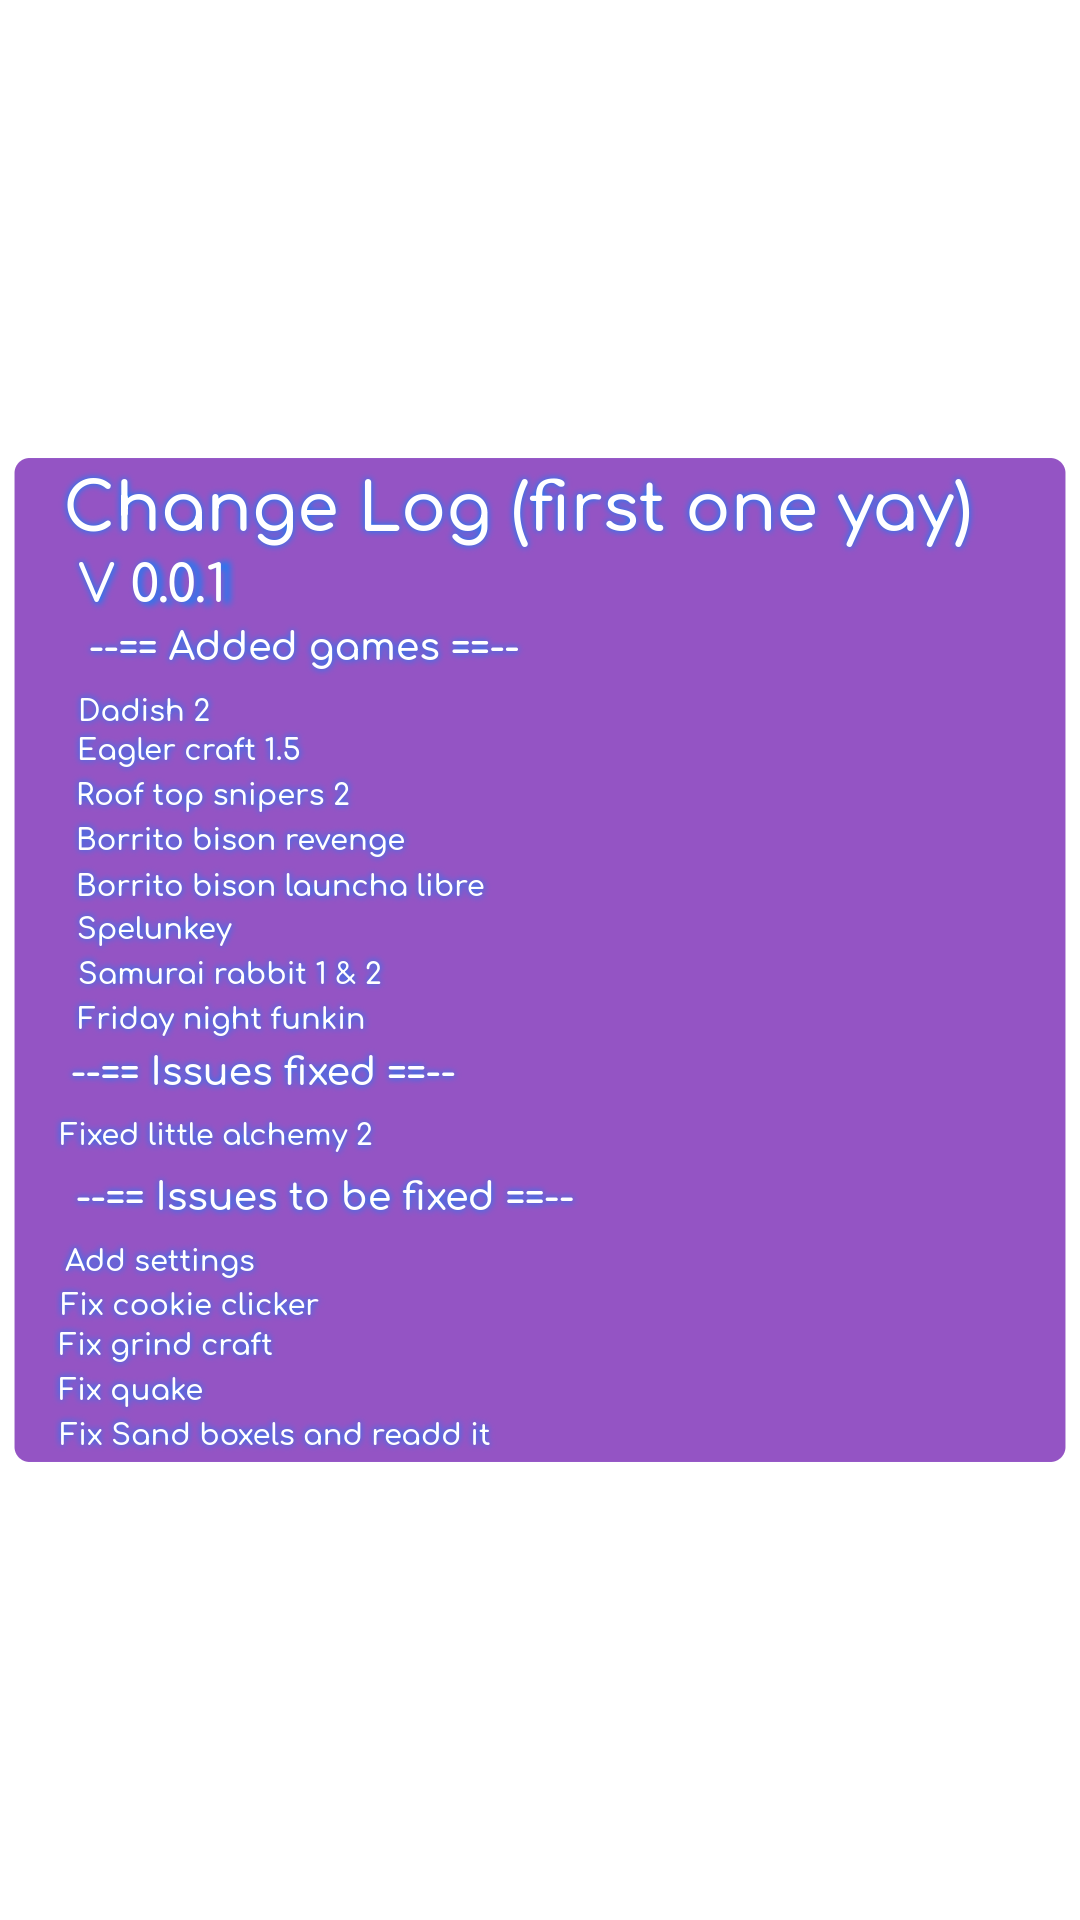 Change Log (first one yay)
V 0.0.1
--== Added games ==--
Dadish 2
Eagler craft 1.5
Roof top snipers 2
Borrito bison revenge
Borrito bison launcha libre
Spelunkey
Samurai rabbit 1 & 2
Friday night funkin
--== Issues fixed ==--
Fixed little alchemy 2
--== Issues to be fixed ==--
Add settings
Fix cookie clicker
Fix grind craft
Fix quake
Fix Sand boxels and readd it